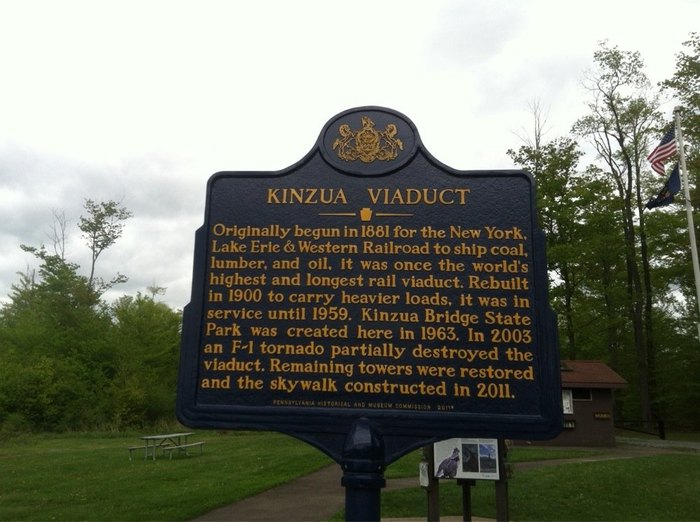 KINZUA VIADUCT
Originally begun in 1881 for the New York,
Lake Erie & Western Railroad to ship coal,
lumber, and oil, it was once the world's
highest and longest rail viaduct. Rebuilt
in 1900 to carry heavier loads, it was in
service until 1959. Kinzua Bridge State
Park was created here in 1963. In 2003
an F-1 tornado partially destroyed the
viaduct. Remaining towers were restored
and the skywalk constructed in 2011.
PENNSYLVANIA HISTORICAL AND MUSEUM COMMISSION 2011